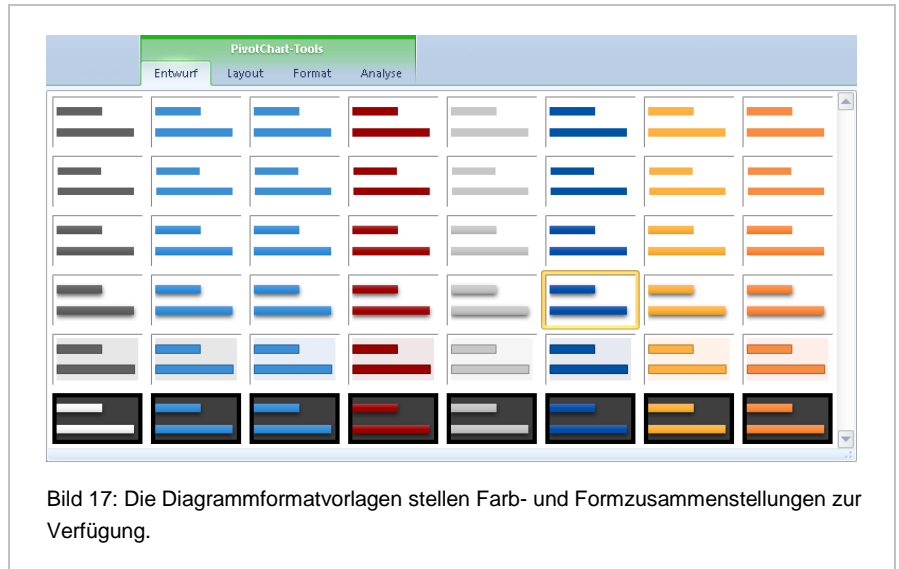 PivotChart-Tools
Entwurf Layout Format Analyse
Bild 17: Die Diagrammformatvorlagen stellen Farb- und Formzusammenstellungen zur
Verfügung.